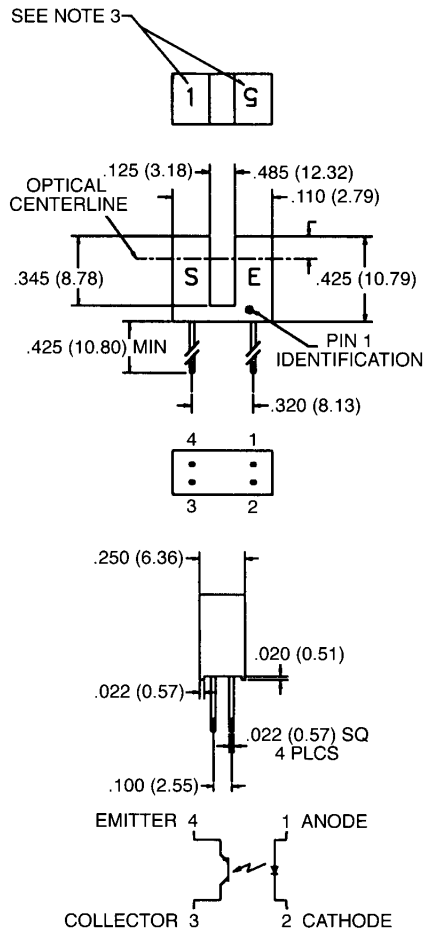 SEE NOTE 3
1 5
.125 (3.18) .485 (12.32)
OPTICAL
CENTERLINE
.110 (2.79)
S E
.345 (8.78) .425 (10.79)
.425 (10.80) MIN
PIN 1
IDENTIFICATION
.320 (8.13)
4 1
3 2
.250 (6.36)
.020 (0.51)
.022 (0.57)
.022 (0.57) SQ
4 PLCS
.100 (2.55)
EMITTER 4 1 ANODE
COLLECTOR 3 2 CATHODE